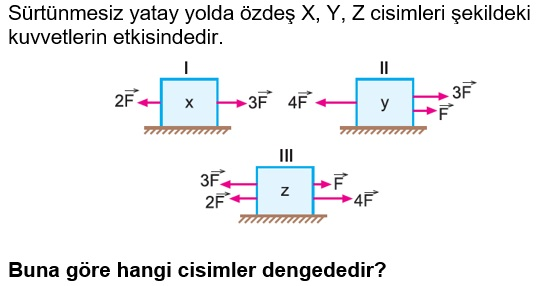 Sürtünmesiz yatay yolda özdeş X, Y, Z cisimleri şekildeki
kuvvetlerin etkisindedir.
I
II
2F⃗ x 3F⃗
4F⃗ y 3F⃗
F⃗
III
3F⃗ z F⃗
2F⃗ 4F⃗
Buna göre hangi cisimler dengededir?